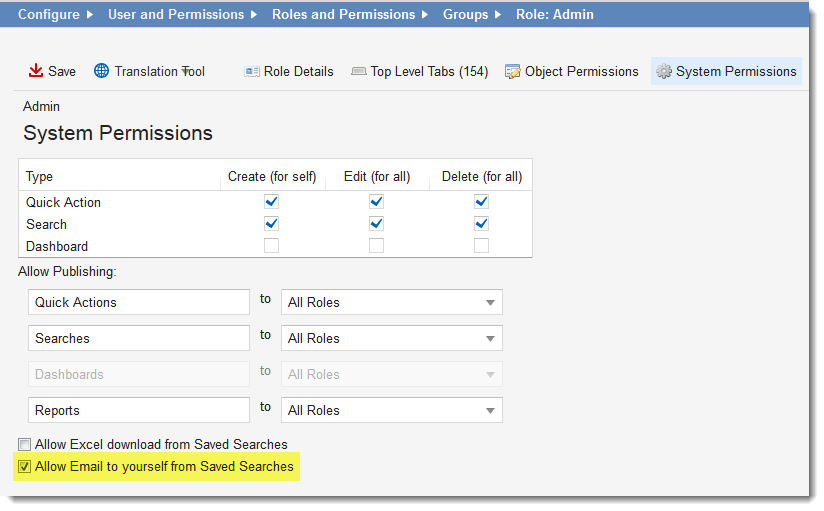 Configure User and Permissions Roles and Permissions Groups Role: Admin
Save Translation Tool Role Details Top Level Tabs (154) Object Permissions System Permissions
Admin
System Permissions
Type Create (for self) Edit (for all) Delete (for all)
Quick Action
Search
Dashboard
Allow Publishing:
Quick Actions to All Roles
Searches to All Roles
Dashboards to All Roles
Reports to All Roles
Allow Excel download from Saved Searches
Allow Email to yourself from Saved Searches